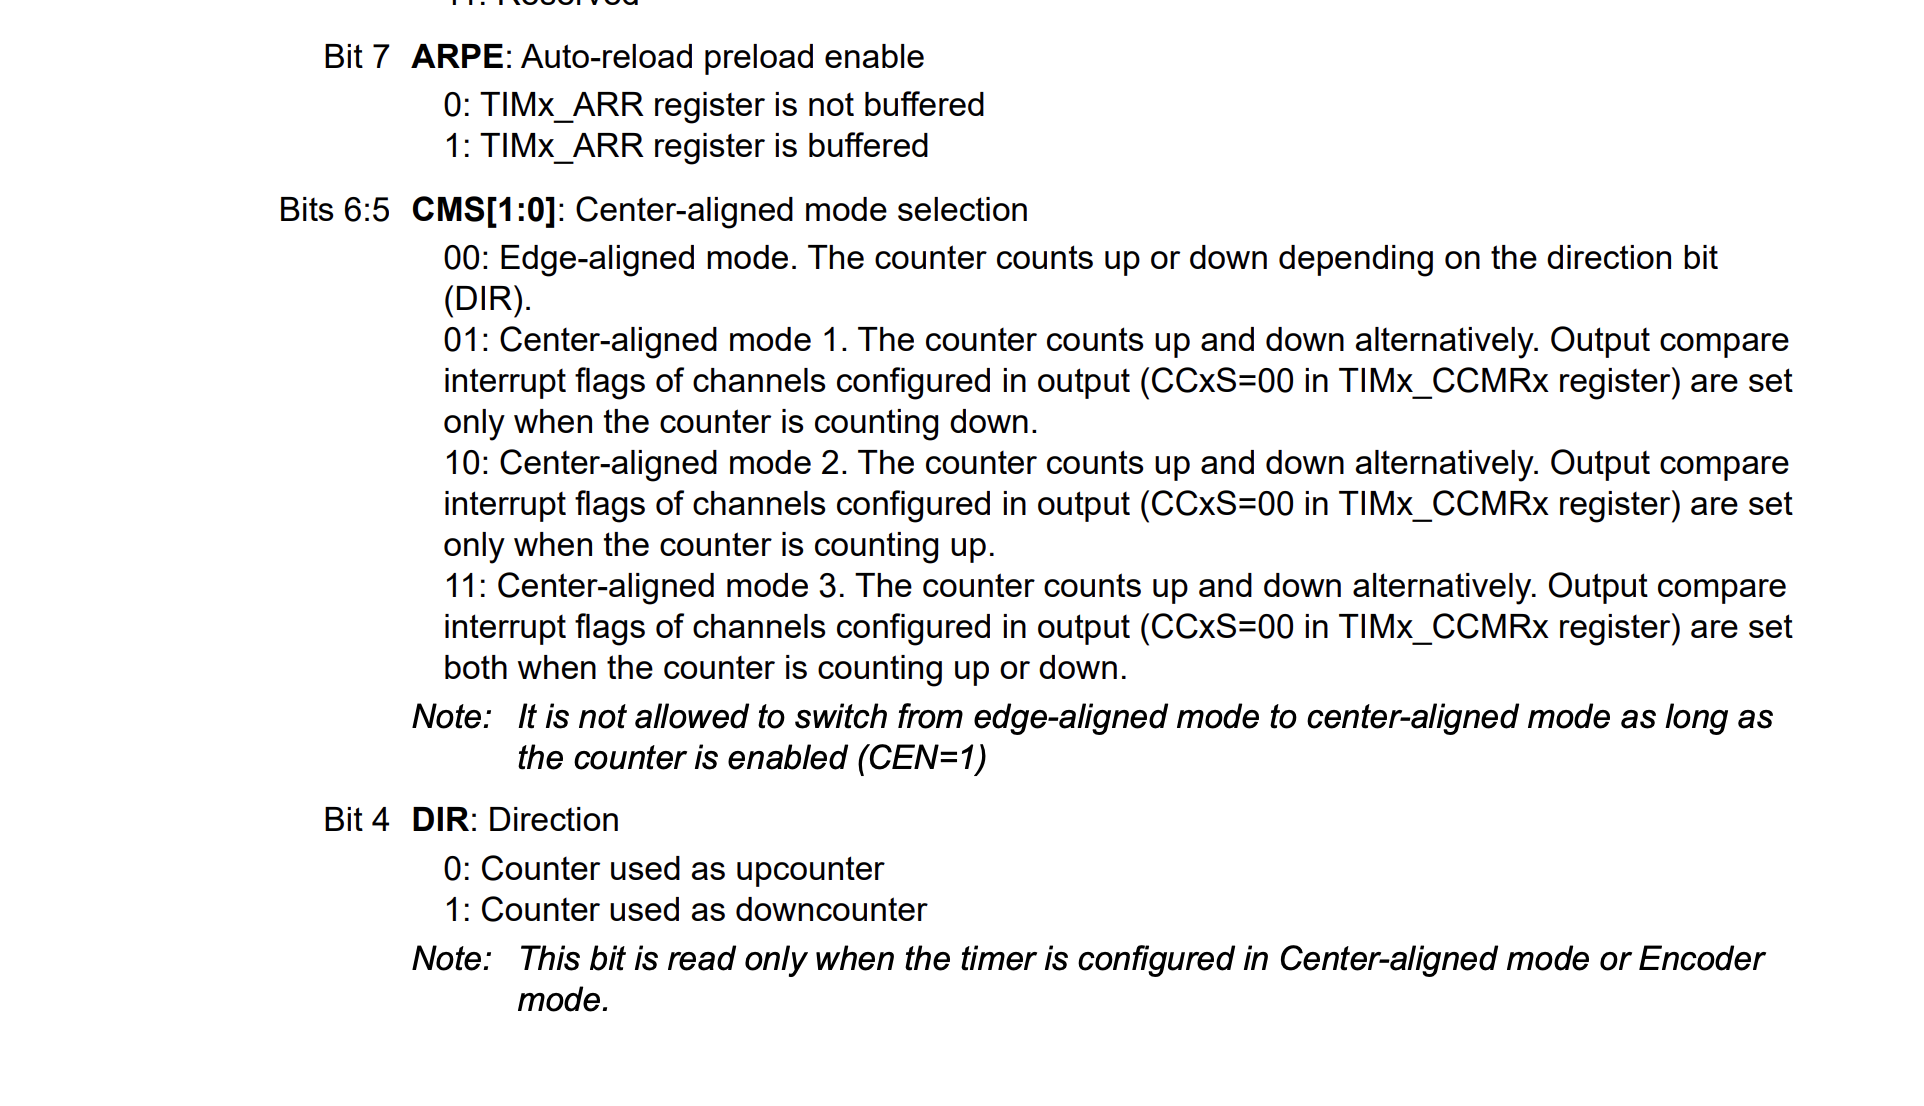 11: Reserved
Bit 7 ARPE: Auto-reload preload enable
0: TIMx_ARR register is not buffered
1: TIMx_ARR register is buffered
Bits 6:5 CMS[1:0]: Center-aligned mode selection
00: Edge-aligned mode. The counter counts up or down depending on the direction bit
(DIR).
01: Center-aligned mode 1. The counter counts up and down alternatively. Output compare
interrupt flags of channels configured in output (CCxS=00 in TIMx_CCMRx register) are set
only when the counter is counting down.
10: Center-aligned mode 2. The counter counts up and down alternatively. Output compare
interrupt flags of channels configured in output (CCxS=00 in TIMx_CCMRx register) are set
only when the counter is counting up.
11: Center-aligned mode 3. The counter counts up and down alternatively. Output compare
interrupt flags of channels configured in output (CCxS=00 in TIMx_CCMRx register) are set
both when the counter is counting up or down.
Note: It is not allowed to switch from edge-aligned mode to center-aligned mode as long as
the counter is enabled (CEN=1)
Bit 4 DIR: Direction
0: Counter used as upcounter
1: Counter used as downcounter
Note: This bit is read only when the timer is configured in Center-aligned mode or Encoder
mode.